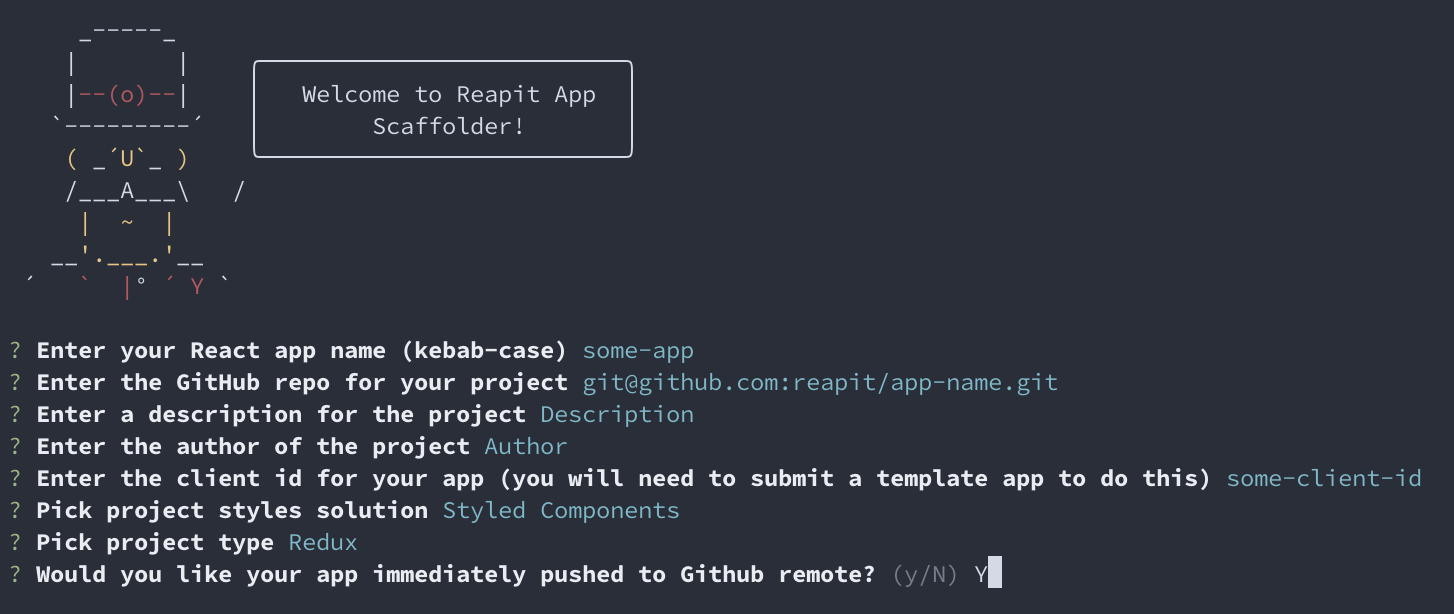 Welcome to Reapit App
Scaffolder!
? Enter your React app name (kebab-case) some-app
? Enter the GitHub repo for your project git@github.com:reapit/app-name.git
? Enter a description for the project Description
? Enter the author of the project Author
? Enter the client id for your app (you will need to submit a template app to do this) some-client-id
? Pick project styles solution Styled Components
? Pick project type Redux
? Would you like your app immediately pushed to Github remote? (y/N) Y